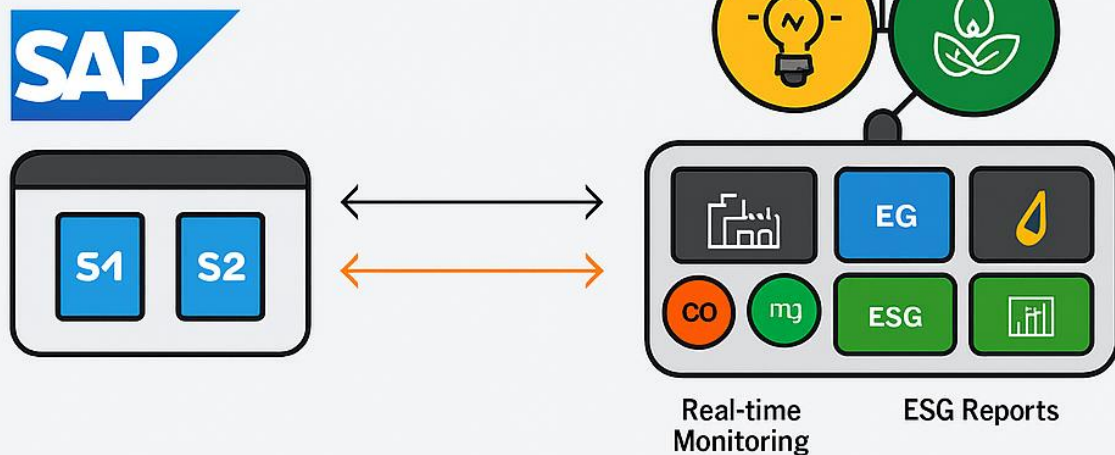 SAP
S1 S2
EG
CO mg ESG
Real-time
Monitoring
ESG Reports